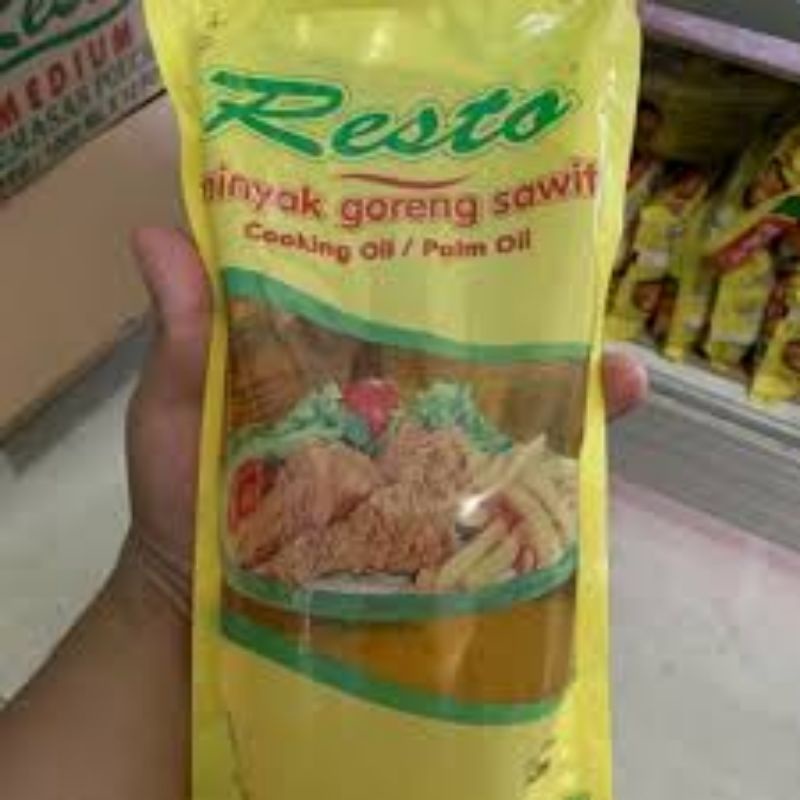 MEDIUM
Resto
minyak goreng sawit
Cooking Oil / Palm Oil